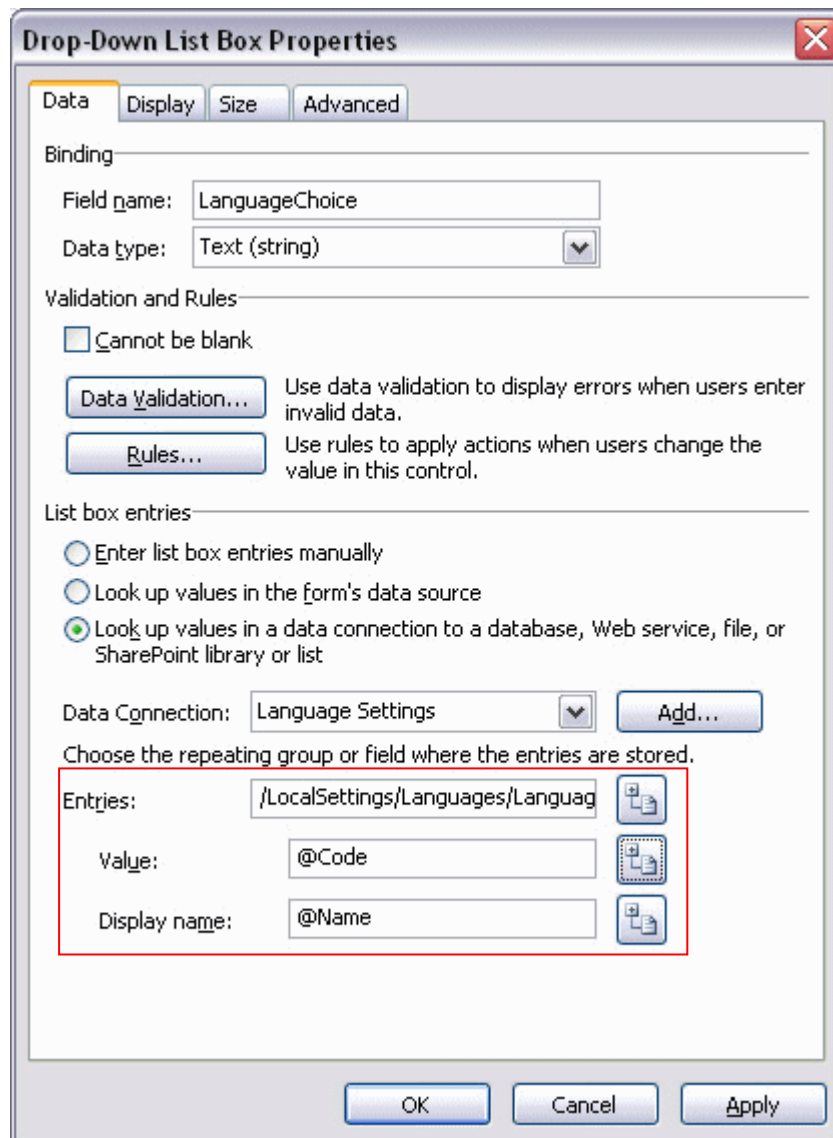 Drop-Down List Box Properties
Data Display Size Advanced
Binding
Field name: LanguageChoice
Data type: Text (string)
Validation and Rules
Cannot be blank
Data Validation... Use data validation to display errors when users enter
invalid data.
Rules... Use rules to apply actions when users change the
value in this control.
List box entries
Enter list box entries manually
Look up values in the form's data source
Look up values in a data connection to a database, Web service, file, or
SharePoint library or list
Data Connection: Language Settings Add...
Choose the repeating group or field where the entries are stored.
Entries: /LocalSettings/Languages/Languag
Value: @Code
Display name: @Name
OK Cancel Apply